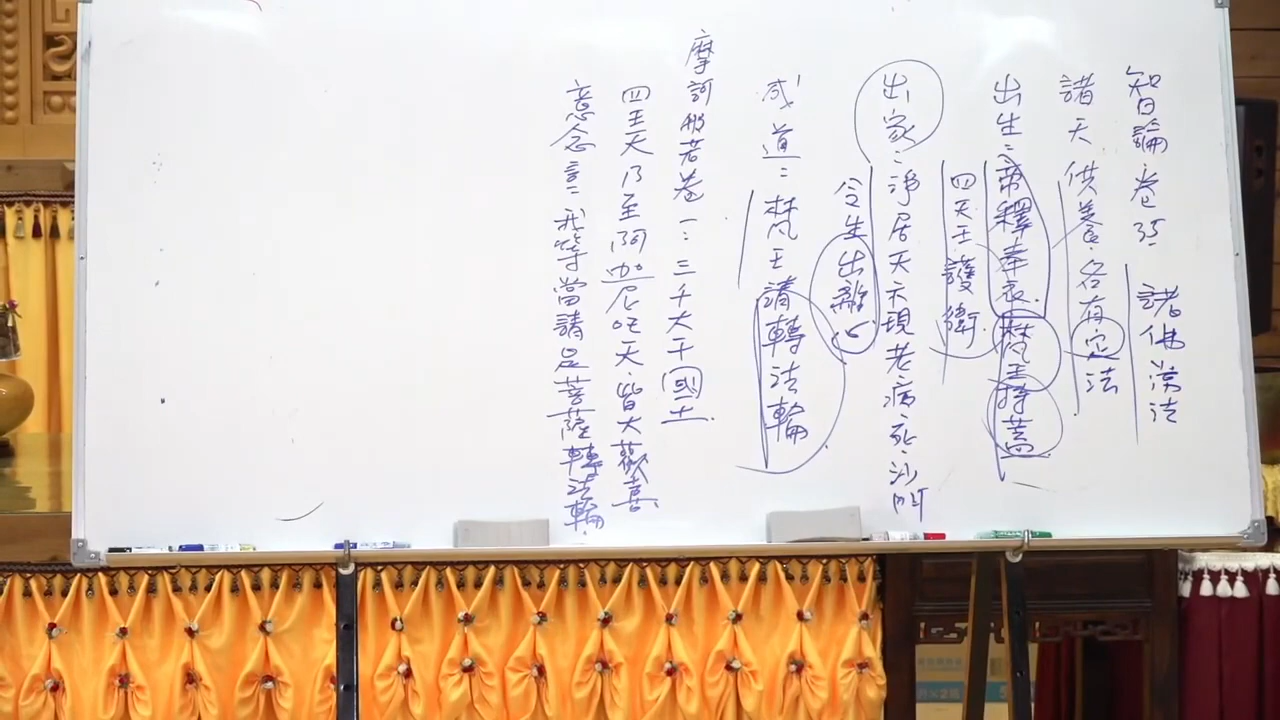 智論卷35 諸佛常法
諸天供養各有定法
出生：帝釋奉衣.梵王持蓋
四天王護衛.
出家：淨居天天現老病死.沙門
令生出離心
成道：梵王請轉法輪
摩訶般若卷一：三千大千國土.
四王天乃至阿迦尼吒天.皆大歡喜
意念言：我等當請是菩薩轉法輪.